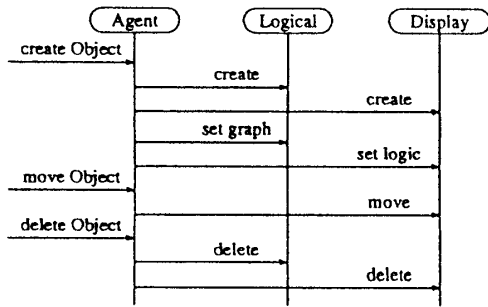 Agent Logical Display
create Object
create
create
set graph
set logic
move Object
move
delete Object
delete
delete